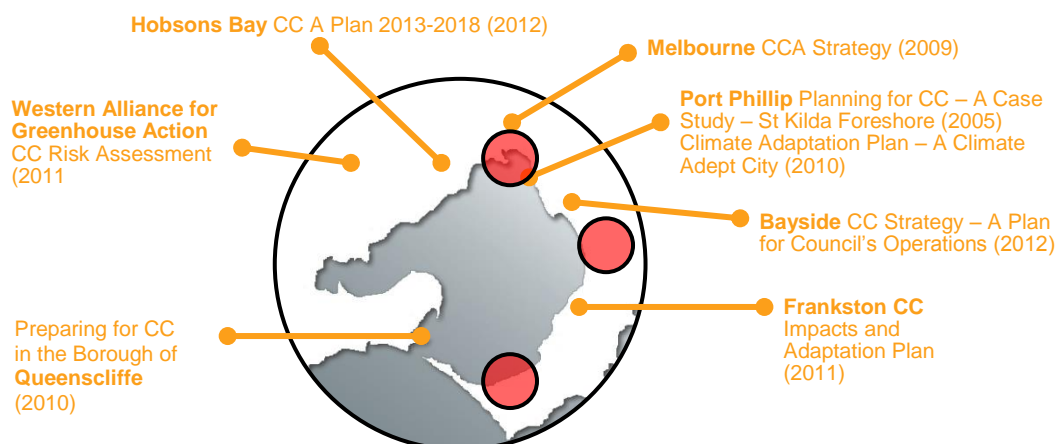 Hobsons Bay CC A Plan 2013-2018 (2012)
Melbourne CCA Strategy (2009)
Western Alliance for
Greenhouse Action
CC Risk Assessment
(2011
Port Phillip Planning for CC – A Case
Study – St Kilda Foreshore (2005)
Climate Adaptation Plan – A Climate
Adept City (2010)
Bayside CC Strategy – A Plan
for Council's Operations (2012)
Preparing for CC
in the Borough of
Queenscliffe
(2010)
Frankston CC
Impacts and
Adaptation Plan
(2011)